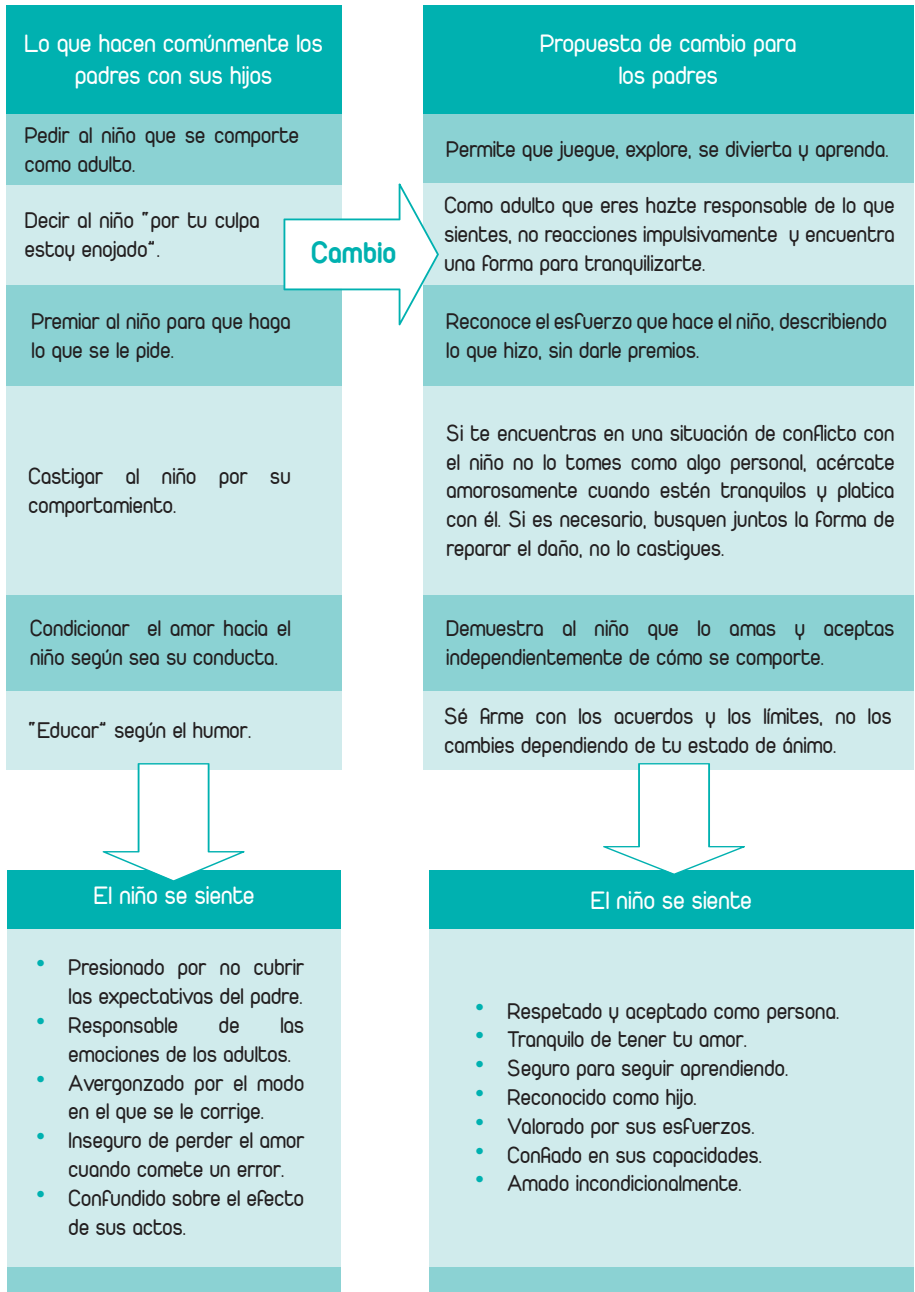 Lo que hacen comúnmente los
padres con sus hijos
Pedir al niño que se comporte
como adulto.
Decir al niño "por tu culpa
estoy enojado".
Premiar al niño para que haga
lo que se le pide.
Castigar al niño por su
comportamiento.
Condicionar el amor hacia el
niño según sea su conducta.
"Educar" según el humor.
Cambio
Propuesta de cambio para
los padres
Permite que juegue, explore, se divierta y aprenda.
Como adulto que eres hazte responsable de lo que
sientes, no reacciones impulsivamente y encuentra
una forma para tranquilizarte.
Reconoce el esfuerzo que hace el niño, describiendo
lo que hizo, sin darle premios.
Si te encuentras en una situación de conflicto con
el niño no lo tomes como algo personal, acércate
amorosamente cuando estén tranquilos y platica
con él. Si es necesario, busquen juntos la forma de
reparar el daño, no lo castigues.
Demuestra al niño que lo amas y aceptas
independientemente de cómo se comporte.
Sé firme con los acuerdos y los límites, no los
cambies dependiendo de tu estado de ánimo.
El niño se siente
• Presionado por no cubrir
las expectativas del padre.
• Responsable de las
emociones de los adultos.
• Avergonzado por el modo
en el que se le corrige.
• Inseguro de perder el amor
cuando comete un error.
• Confundido sobre el efecto
de sus actos.
El niño se siente
• Respetado y aceptado como persona.
• Tranquilo de tener tu amor.
• Seguro para seguir aprendiendo.
• Reconocido como hijo.
• Valorado por sus esfuerzos.
• Confiado en sus capacidades.
• Amado incondicionalmente.